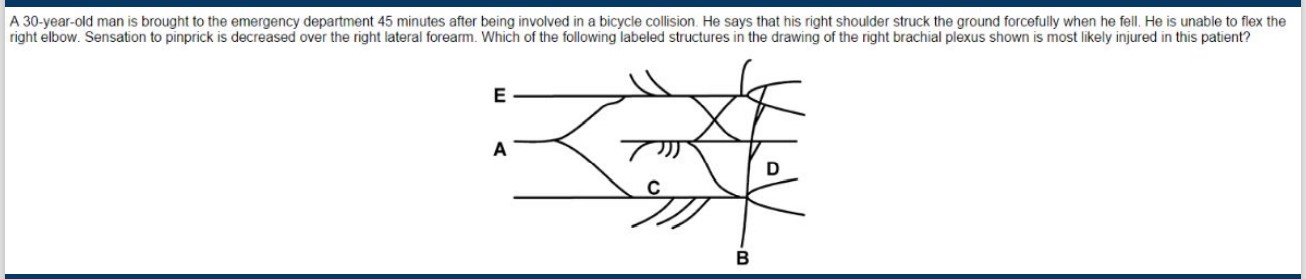 A 30-year-old man is brought to the emergency department 45 minutes after being involved in a bicycle collision. He says that his right shoulder struck the ground forcefully when he fell. He is unable to flex the
right elbow. Sensation to pinprick is decreased over the right lateral forearm. Which of the following labeled structures in the drawing of the right brachial plexus shown is most likely injured in this patient?
E
A
D
C
B